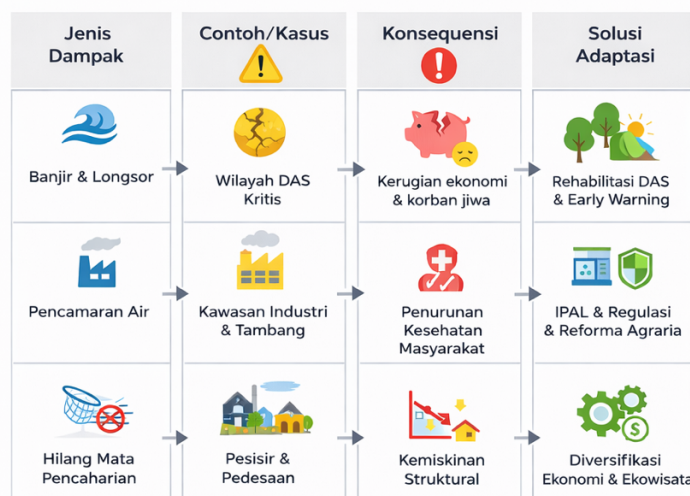 Jenis
Dampak
Contoh/Kasus
Konsequensi
Solusi
Adaptasi
Banjir & Longsor
Wilayah DAS
Kritis
Kerugian ekonomi
& korban jiwa
Rehabilitasi DAS
& Early Warning
Pencamaran Air
Kawasan Industri
& Tambang
Penurunan
Kesehatan
Masyarakat
IPAL & Regulasi
& Reforma Agraria
Hilang Mata
Pencaharian
Pesisir &
Pedesaan
Kemiskinan
Struktural
Diversifikasi
Ekonomi & Ekowisata